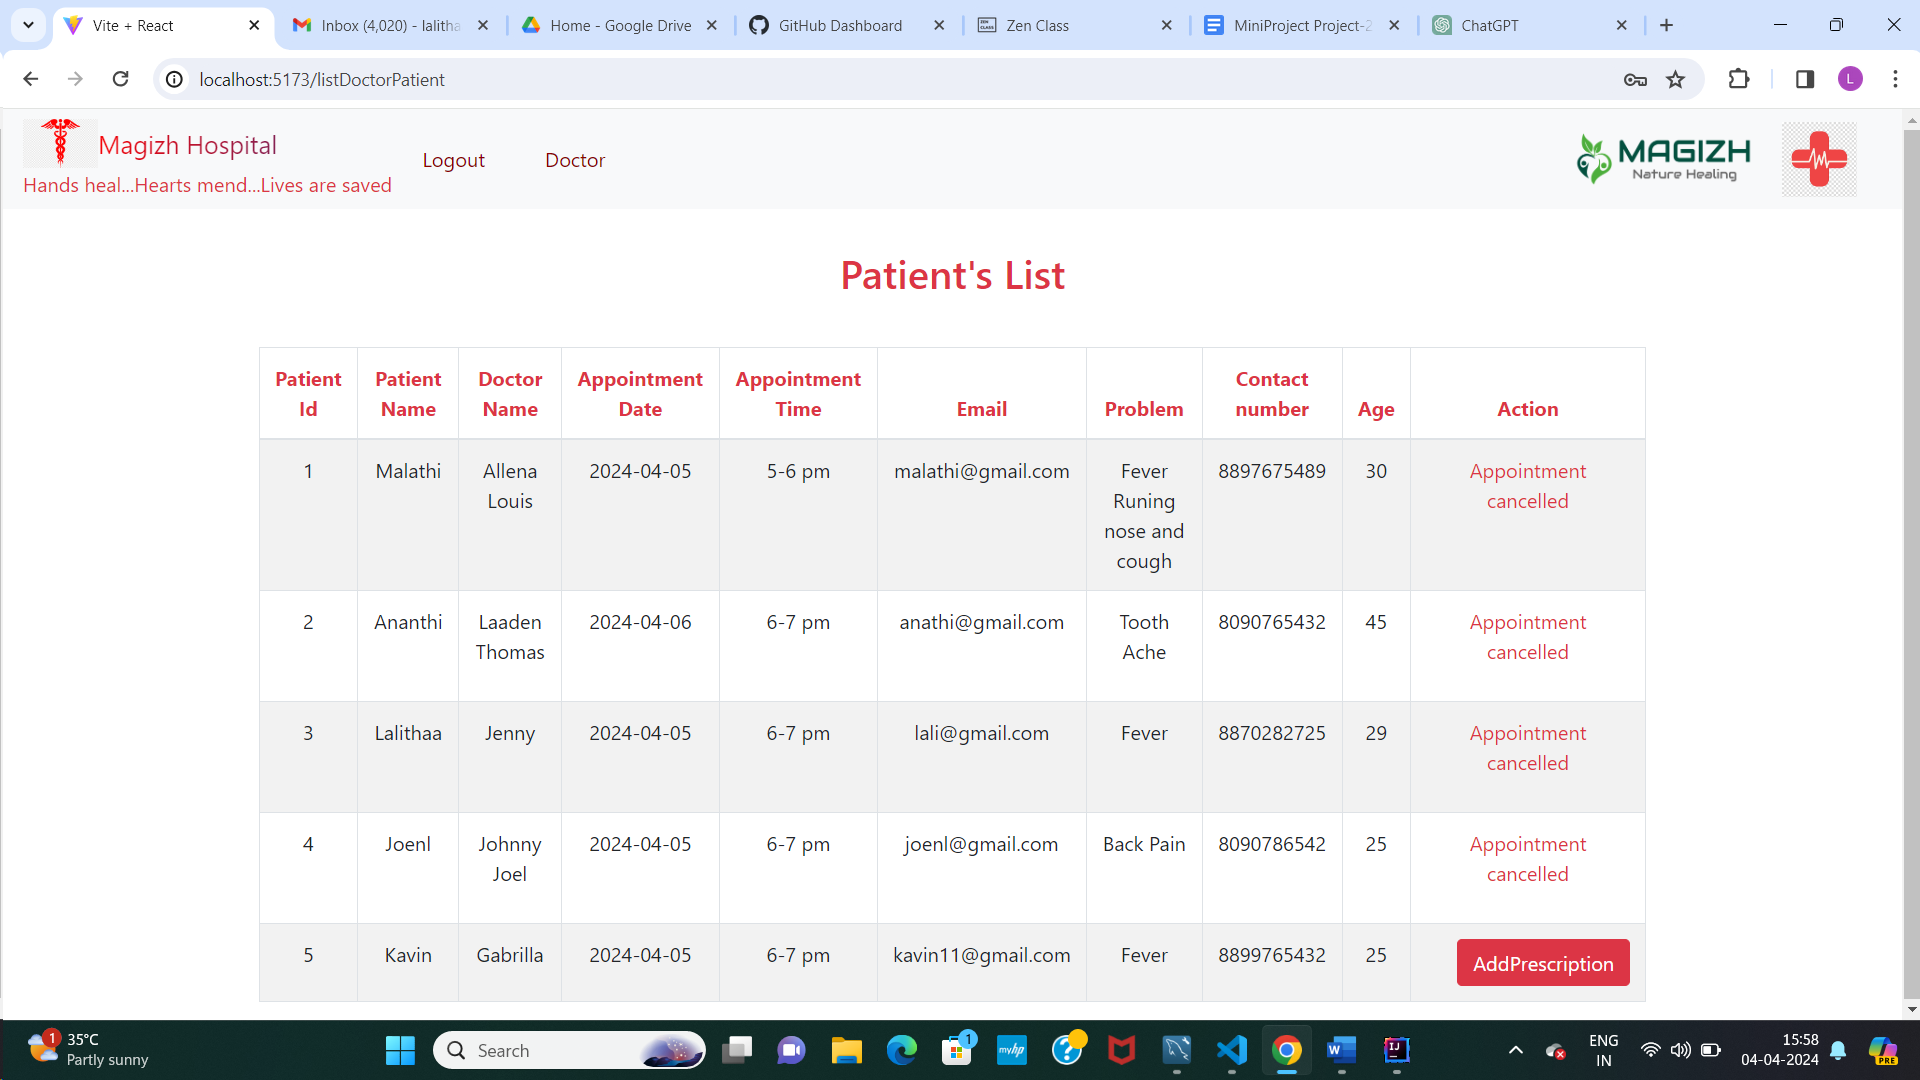 Vite + React
Inbox (4,020) - lalitha
Home - Google Drive
GitHub Dashboard
ZEN CLASS
Zen Class
MiniProject Project-2
ChatGPT
localhost:5173/listDoctorPatient
L
Magizh Hospital
Hands heal...Hearts mend...Lives are saved
Logout
Doctor
MAGIZH
Nature Healing
Patient's List
Patient Id
Patient Name
Doctor Name
Appointment Date
Appointment Time
Email
Problem
Contact number
Age
Action
1
Malathi
Allena
Louis
2024-04-05
5-6 pm
malathi@gmail.com
Fever
Runing
nose and
cough
8897675489
30
Appointment
cancelled
2
Ananthi
Laaden
Thomas
2024-04-06
6-7 pm
anathi@gmail.com
Tooth
Ache
8090765432
45
Appointment
cancelled
3
Lalithaa
Jenny
2024-04-05
6-7 pm
lali@gmail.com
Fever
8870282725
29
Appointment
cancelled
4
Joenl
Johnny
Joel
2024-04-05
6-7 pm
joenl@gmail.com
Back Pain
8090786542
25
Appointment
cancelled
5
Kavin
Gabrilla
2024-04-05
6-7 pm
kavin11@gmail.com
Fever
8899765432
25
AddPrescription
1
35°C
Partly sunny
Search
1
myhp
?
W
IJ
ENG
IN
15:58
04-04-2024
PRE